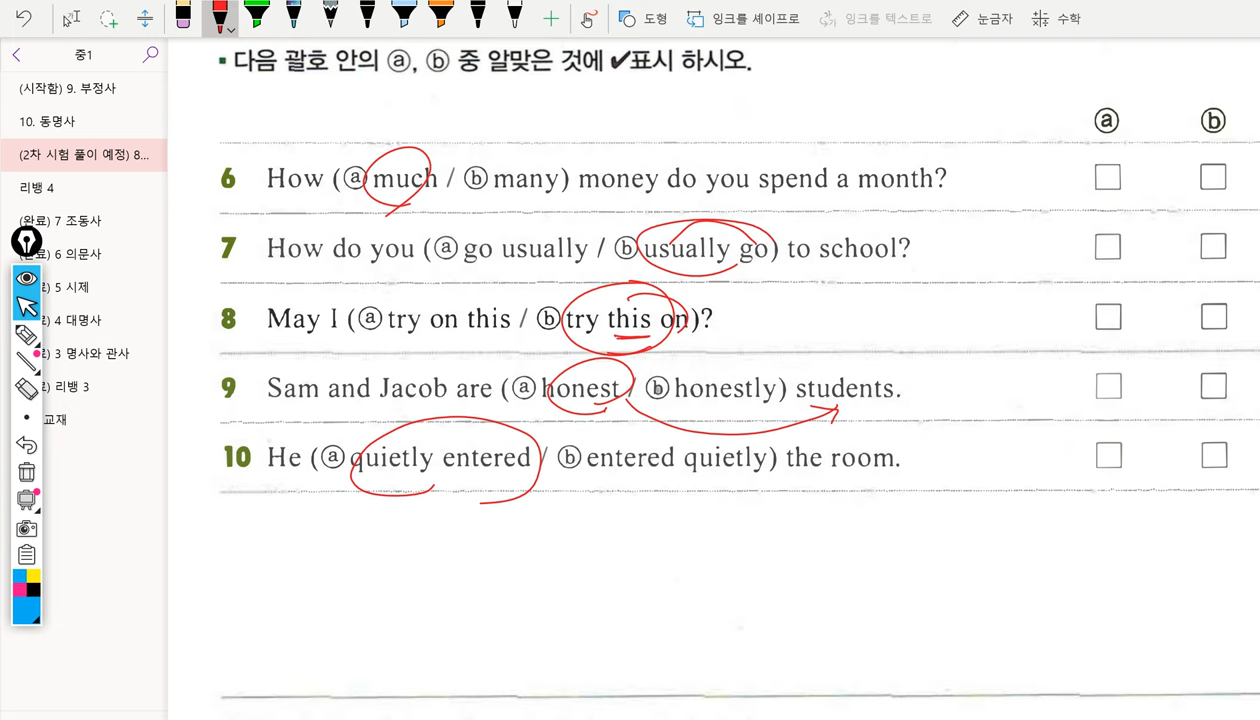 도형
잉크를 셰이프로
잉크를 텍스트로
눈금자
수학
중1
(시작함) 9. 부정사
10. 동명사
(2차 시험 풀이 예정) 8...
리뱅 4
(완료) 7 조동사
료) 6 의문사
료) 5 시제
료) 4 대명사
료) 3 명사와 관사
료) 리뱅 3
교재
▪ 다음 괄호 안의 ⓐ, ⓑ 중 알맞은 것에 ✔표시 하시오.
ⓐ ⓑ
6 How (ⓐ much / ⓑ many) money do you spend a month?
7 How do you (ⓐ go usually / ⓑ usually go) to school?
8 May I (ⓐ try on this / ⓑ try this on)?
9 Sam and Jacob are (ⓐ honest / ⓑ honestly) students.
10 He (ⓐ quietly entered / ⓑ entered quietly) the room.